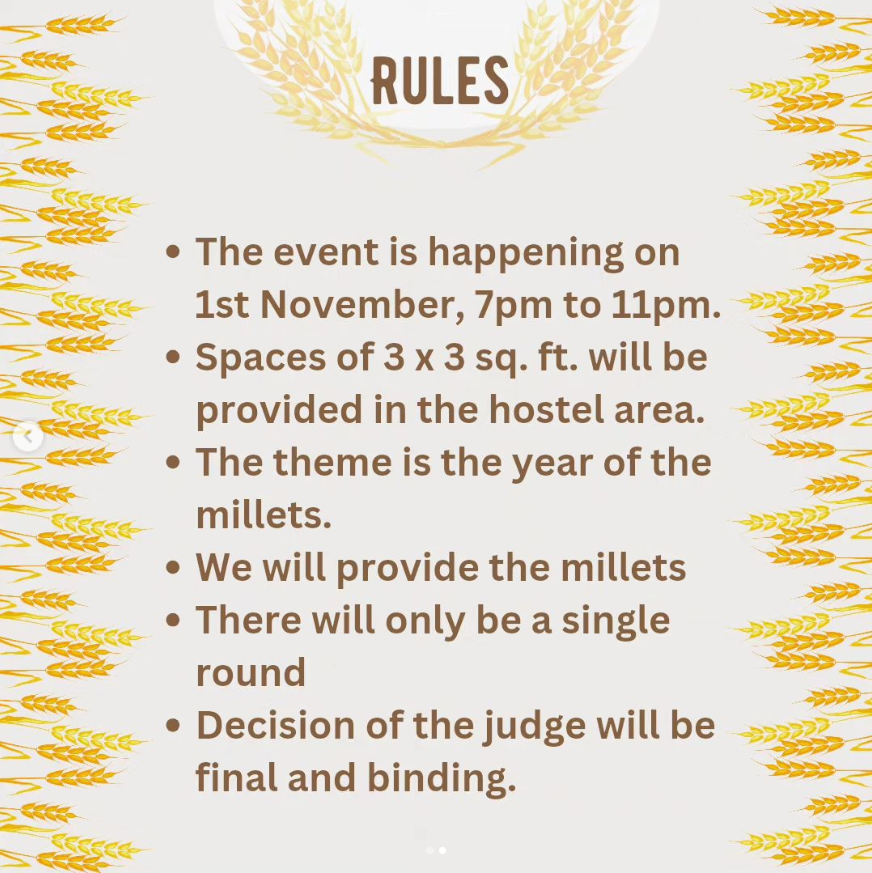 RULES
• The event is happening on
1st November, 7pm to 11pm.
• Spaces of 3 x 3 sq. ft. will be
provided in the hostel area.
• The theme is the year of the
millets.
• We will provide the millets
• There will only be a single
round
• Decision of the judge will be
final and binding.